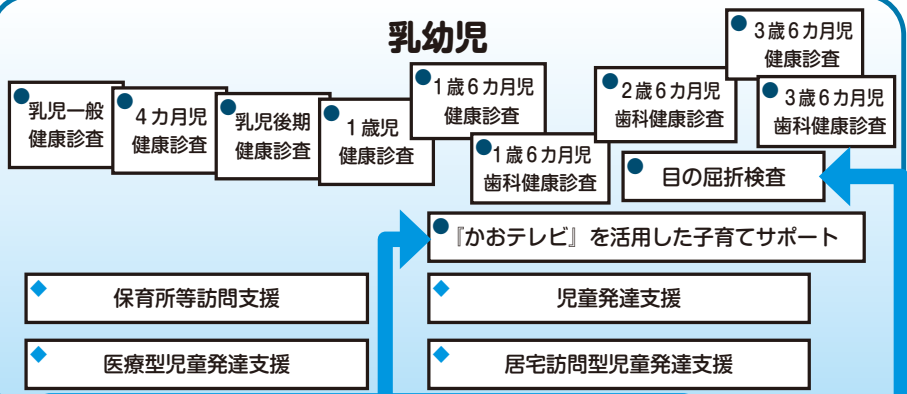 乳幼児
乳児一般
健康診査
4カ月児
健康診査
乳児後期
健康診査
1歳児
健康診査
1歳6カ月児
健康診査
1歳6カ月児
歯科健康診査
2歳6カ月児
歯科健康診査
3歳6カ月児
健康診査
3歳6カ月児
歯科健康診査
目の屈折検査
『かおテレビ』を活用した子育てサポート
保育所等訪問支援
児童発達支援
医療型児童発達支援
居宅訪問型児童発達支援